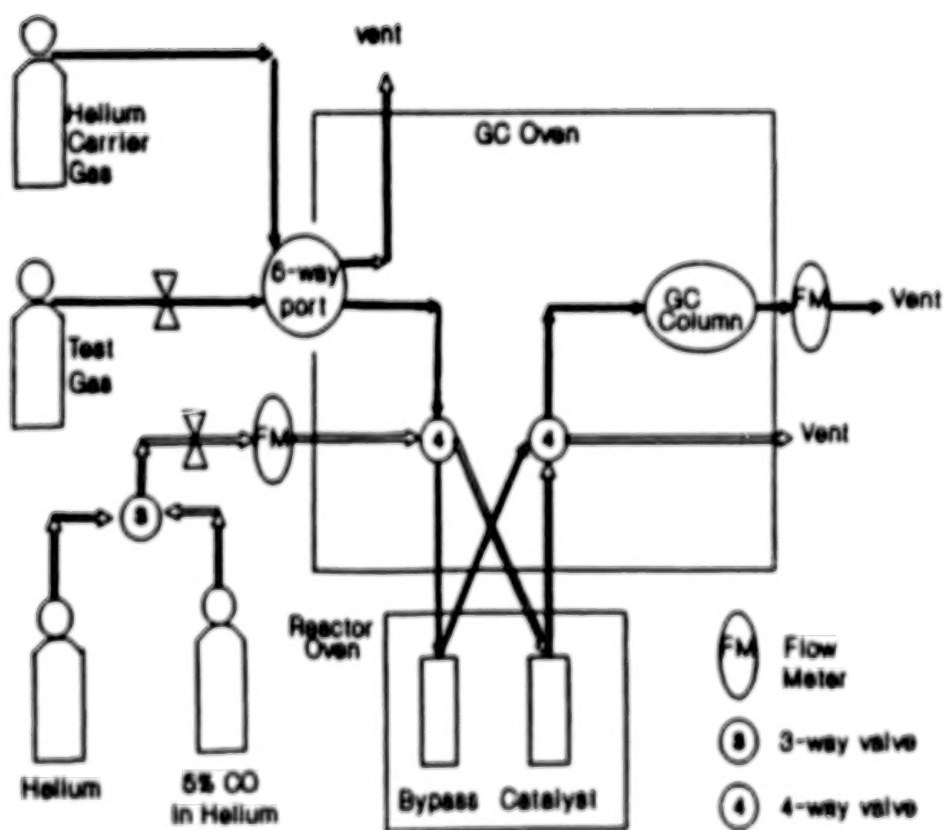 vent
Helium
Carrier
Gas
GC Oven
6-way
port
GC
Column
FM
Vent
Test
Gas
FM
4
4
Vent
3
Reactor
Oven
FM
Flow
Meter
3
3-way valve
Helium
5% CO
In Helium
Bypass
Catalyst
4
4-way valve